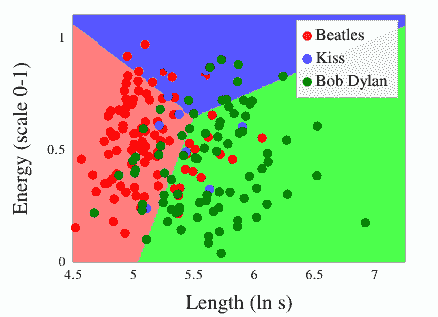 Beatles
Kiss
Bob Dylan
Energy (scale 0-1)
1
0.5
0
4.5
5
5.5
6
6.5
7
Length (ln s)